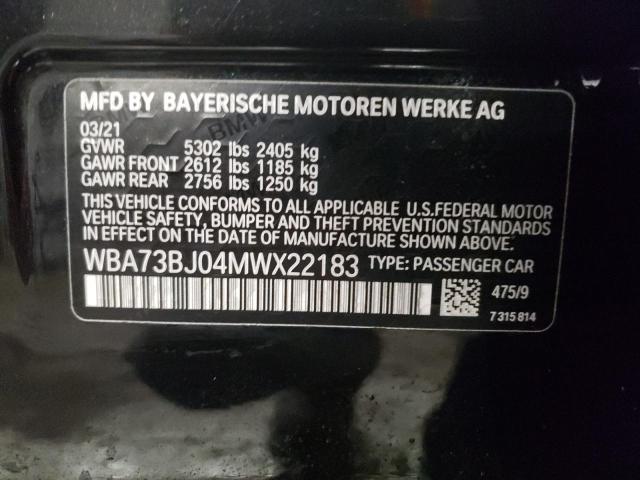 MFD BY BAYERISCHE MOTOREN WERKE AG
03/21
GVWR 5302 lbs 2405 kg
GAWR FRONT 2612 lbs 1185 kg
GAWR REAR 2756 lbs 1250 kg
THIS VEHICLE CONFORMS TO ALL APPLICABLE U.S.FEDERAL MOTOR
VEHICLE SAFETY, BUMPER AND THEFT PREVENTION STANDARDS
IN EFFECT ON THE DATE OF MANUFACTURE SHOWN ABOVE.
WBA73BJ04MWX22183 TYPE: PASSENGER CAR
475/9
7 315 814
BMW